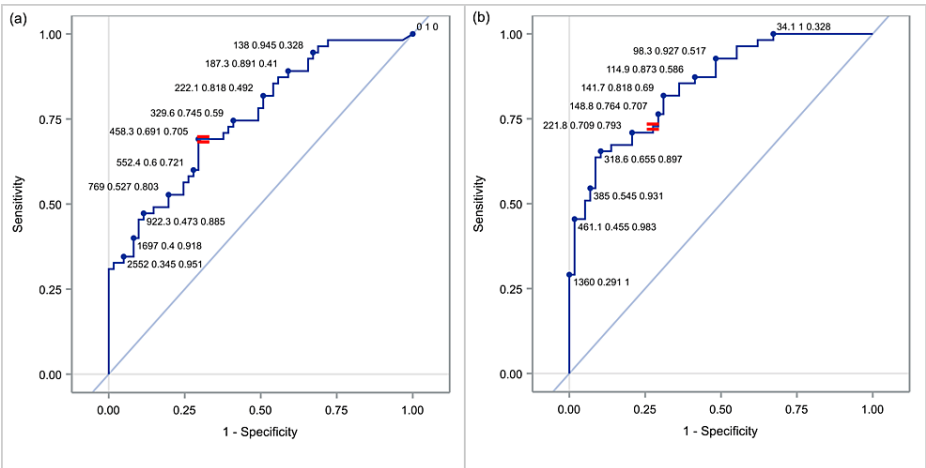 (a)
1.00
0.75
0.50
0.25
0.00
Sensitivity
0 1 0
138 0.945 0.328
187.3 0.891 0.41
222.1 0.818 0.492
329.6 0.745 0.59
458.3 0.691 0.705
552.4 0.6 0.721
769 0.527 0.803
922.3 0.473 0.885
1697 0.4 0.918
2552 0.345 0.951
0.00 0.25 0.50 0.75 1.00
1 - Specificity
(b)
1.00
0.75
0.50
0.25
0.00
Sensitivity
34.1 1 0.328
98.3 0.927 0.517
114.9 0.873 0.586
141.7 0.818 0.69
148.8 0.764 0.707
221.8 0.709 0.793
318.6 0.655 0.897
385 0.545 0.931
461.1 0.455 0.983
1360 0.291 1
0.00 0.25 0.50 0.75 1.00
1 - Specificity